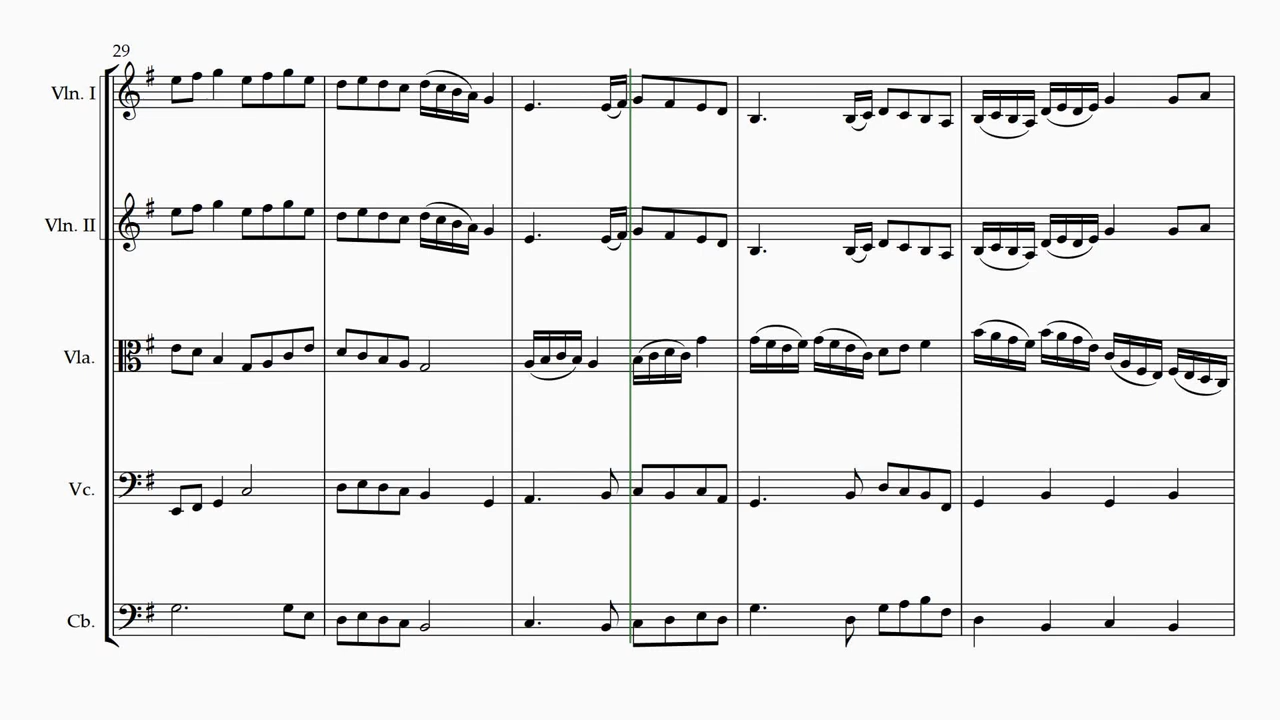 29
Vln. I
Vln. II
Vla.
Vc.
Cb.